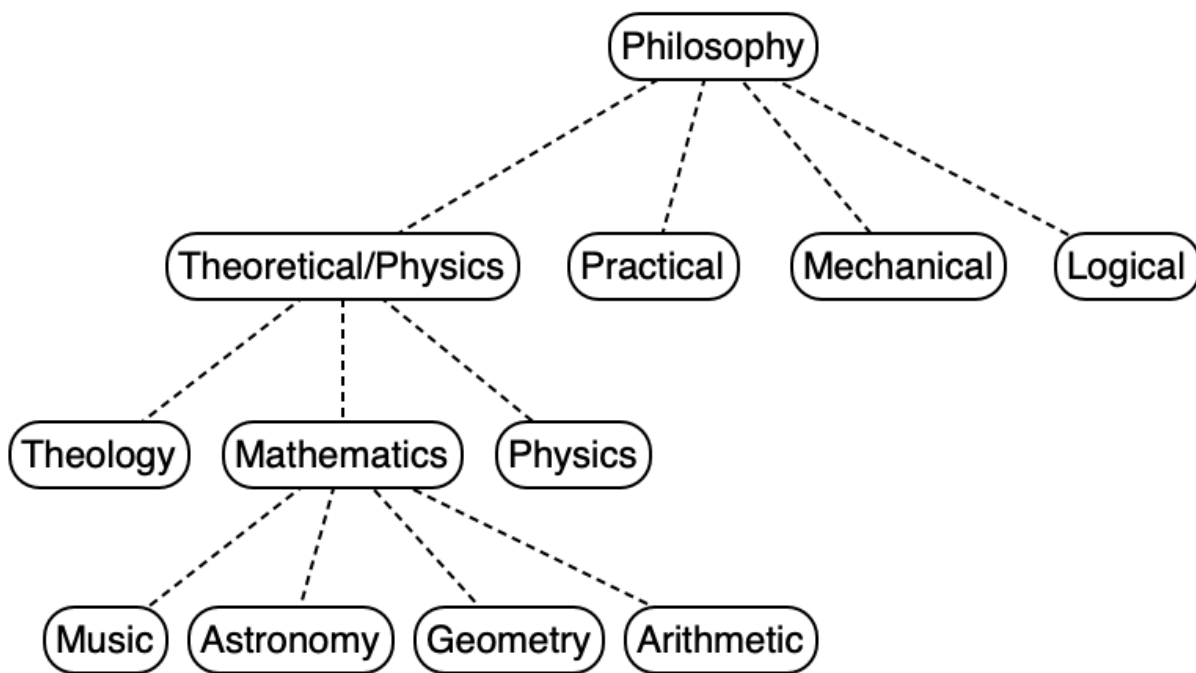 Philosophy
Theoretical/Physics Practical Mechanical Logical
Theology Mathematics Physics
Music Astronomy Geometry Arithmetic